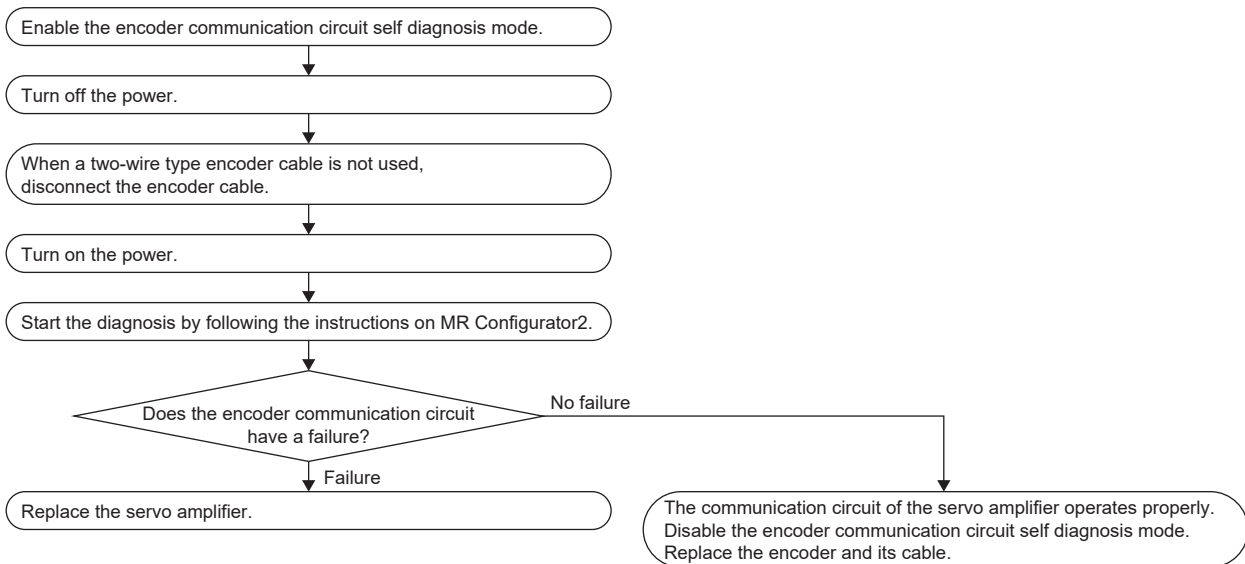 Enable the encoder communication circuit self diagnosis mode.
Turn off the power.
When a two-wire type encoder cable is not used,
disconnect the encoder cable.
Turn on the power.
Start the diagnosis by following the instructions on MR Configurator2.
Does the encoder communication circuit
have a failure?
No failure
Failure
Replace the servo amplifier.
The communication circuit of the servo amplifier operates properly.
Disable the encoder communication circuit self diagnosis mode.
Replace the encoder and its cable.